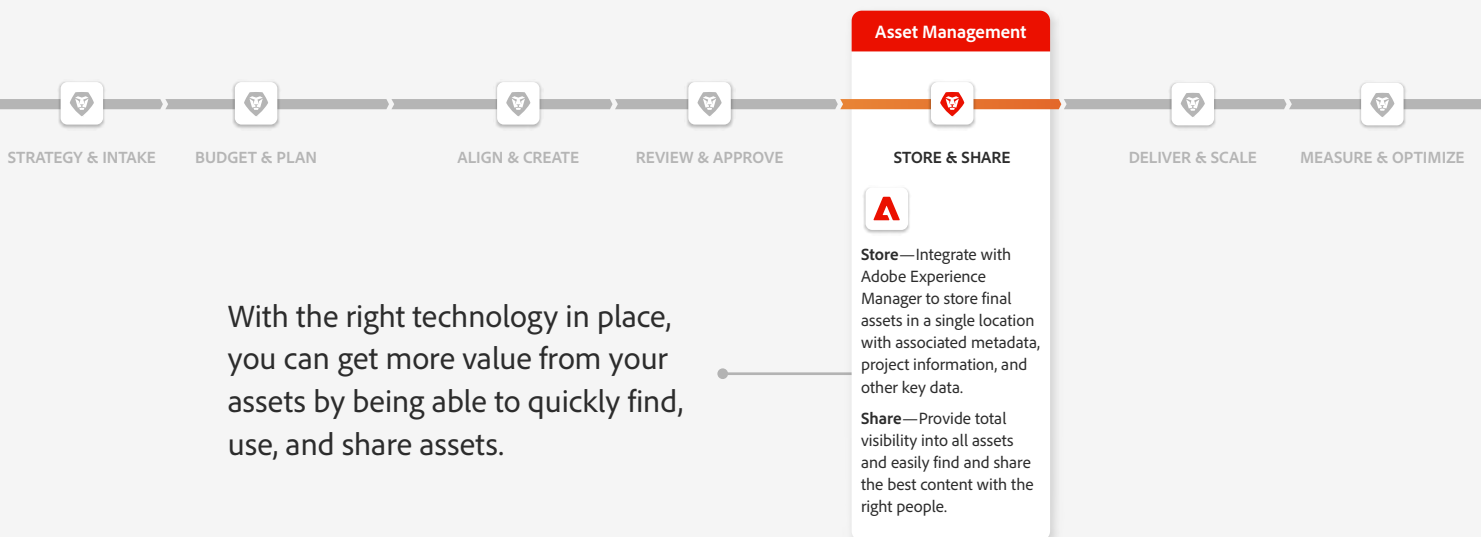 Asset Management
STRATEGY & INTAKE
BUDGET & PLAN
ALIGN & CREATE
REVIEW & APPROVE
STORE & SHARE
DELIVER & SCALE
MEASURE & OPTIMIZE
With the right technology in place,
you can get more value from your
assets by being able to quickly find,
use, and share assets.
Store—Integrate with
Adobe Experience
Manager to store final
assets in a single location
with associated metadata,
project information, and
other key data.
Share—Provide total
visibility into all assets
and easily find and share
the best content with the
right people.